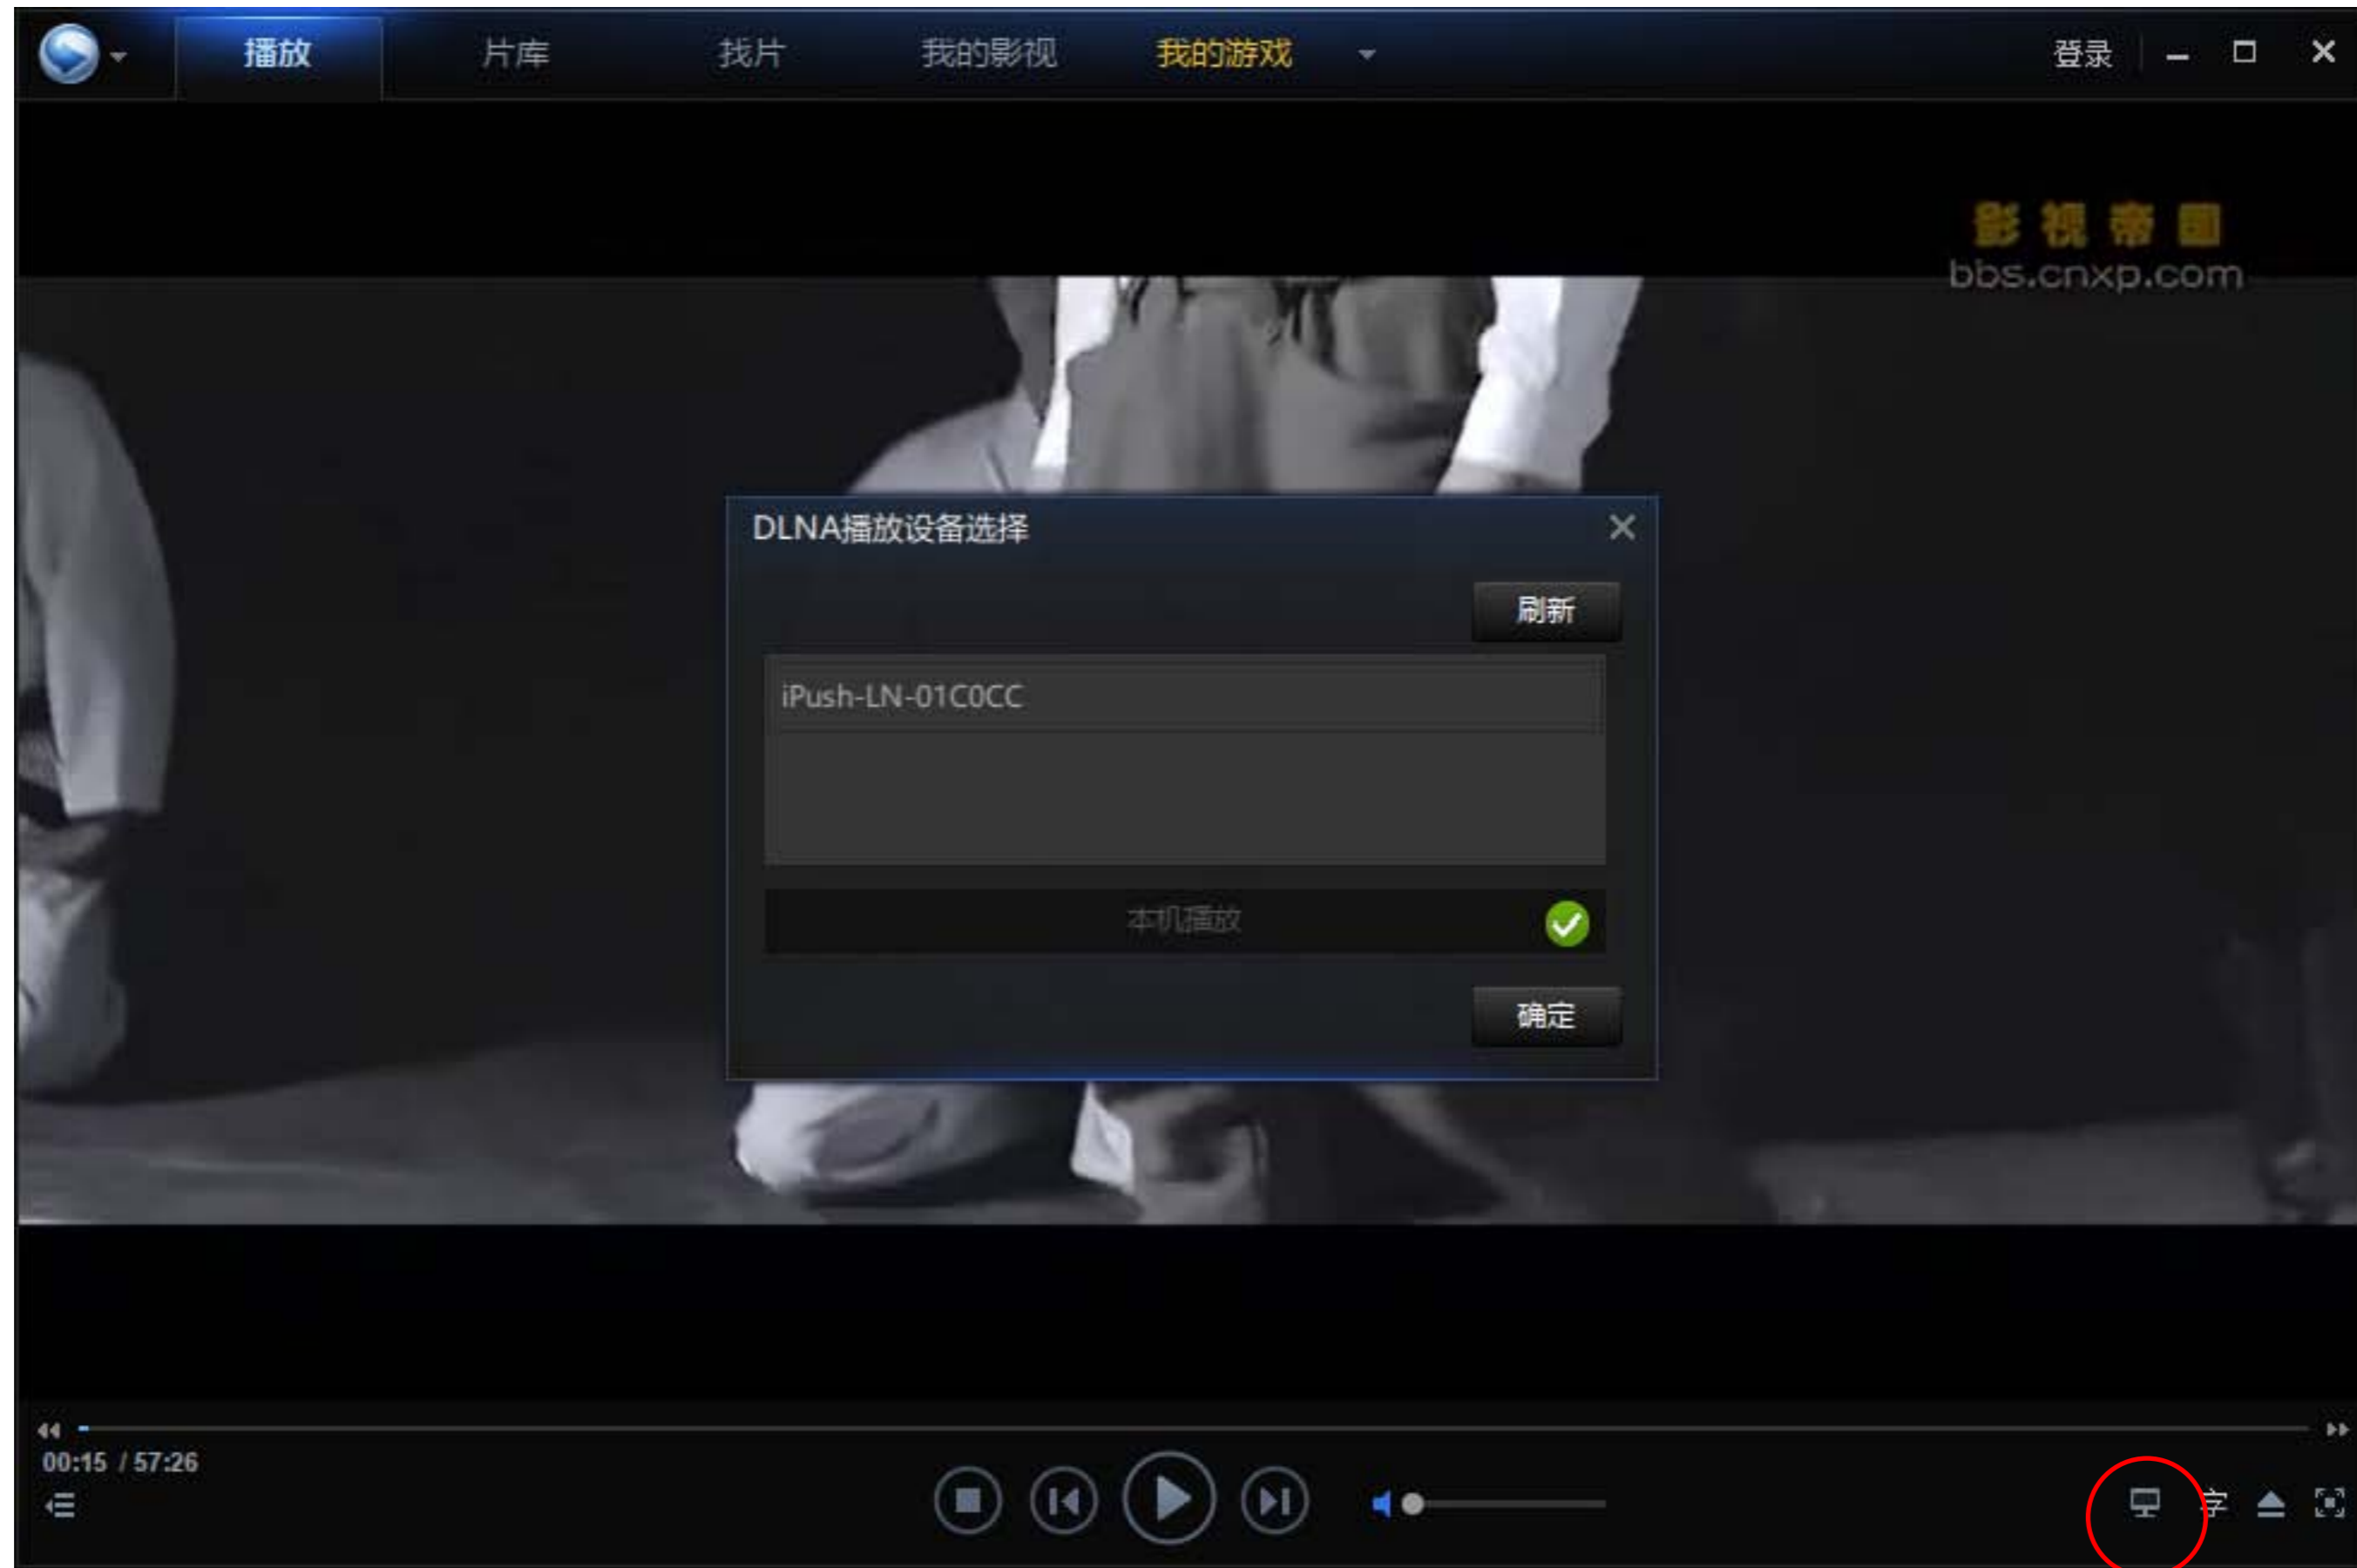 播放 片库 找片 我的影视 我的游戏 登录
影视帝国
bbs.cnxp.com
DLNA播放设备选择
刷新
iPush-LN-01C0CC
本机播放
确定
00:15 / 57:26
字